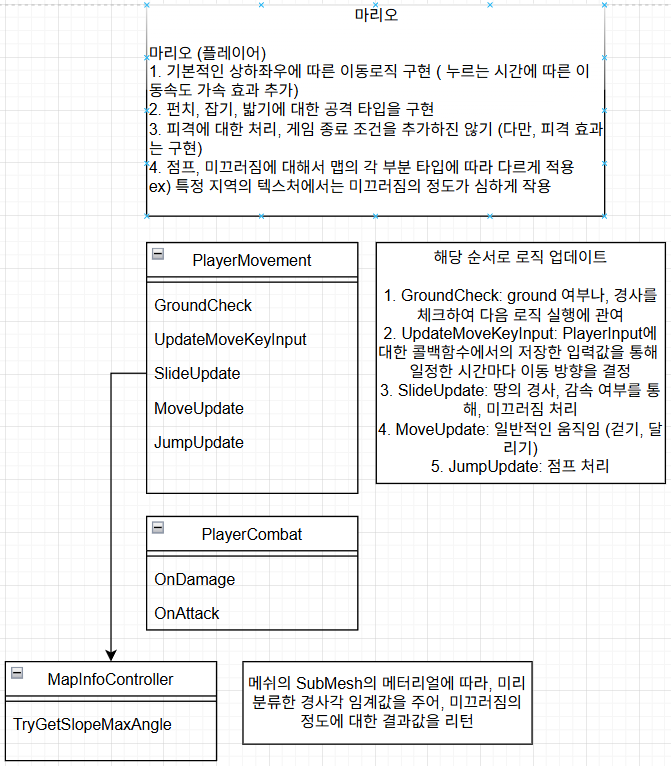 마리오
마리오 (플레이어)
1. 기본적인 상하좌우에 따른 이동로직 구현 ( 누르는 시간에 따른 이
동속도 가속 효과 추가)
2. 펀치, 잡기, 밟기에 대한 공격 타입을 구현
3. 피격에 대한 처리, 게임 종료 조건을 추가하진 않기 (다만, 피격 효과
는 구현)
4. 점프, 미끄러짐에 대해서 맵의 각 부분 타입에 따라 다르게 적용
ex) 특정 지역의 텍스처에서는 미끄러짐의 정도가 심하게 작용
PlayerMovement
GroundCheck
UpdateMoveKeyInput
SlideUpdate
MoveUpdate
JumpUpdate
해당 순서로 로직 업데이트
1. GroundCheck: ground 여부나, 경사를
체크하여 다음 로직 실행에 관여
2. UpdateMoveKeyInput: PlayerInput에
대한 콜백함수에서의 저장한 입력값을 통해
일정한 시간마다 이동 방향을 결정
3. SlideUpdate: 땅의 경사, 감속 여부를 통
해, 미끄러짐 처리
4. MoveUpdate: 일반적인 움직임 (걷기, 달
리기)
5. JumpUpdate: 점프 처리
PlayerCombat
OnDamage
OnAttack
MapInfoController
TryGetSlopeMaxAngle
메쉬의 SubMesh의 메터리얼에 따라, 미리
분류한 경사각 임계값을 주어, 미끄러짐의
정도에 대한 결과값을 리턴